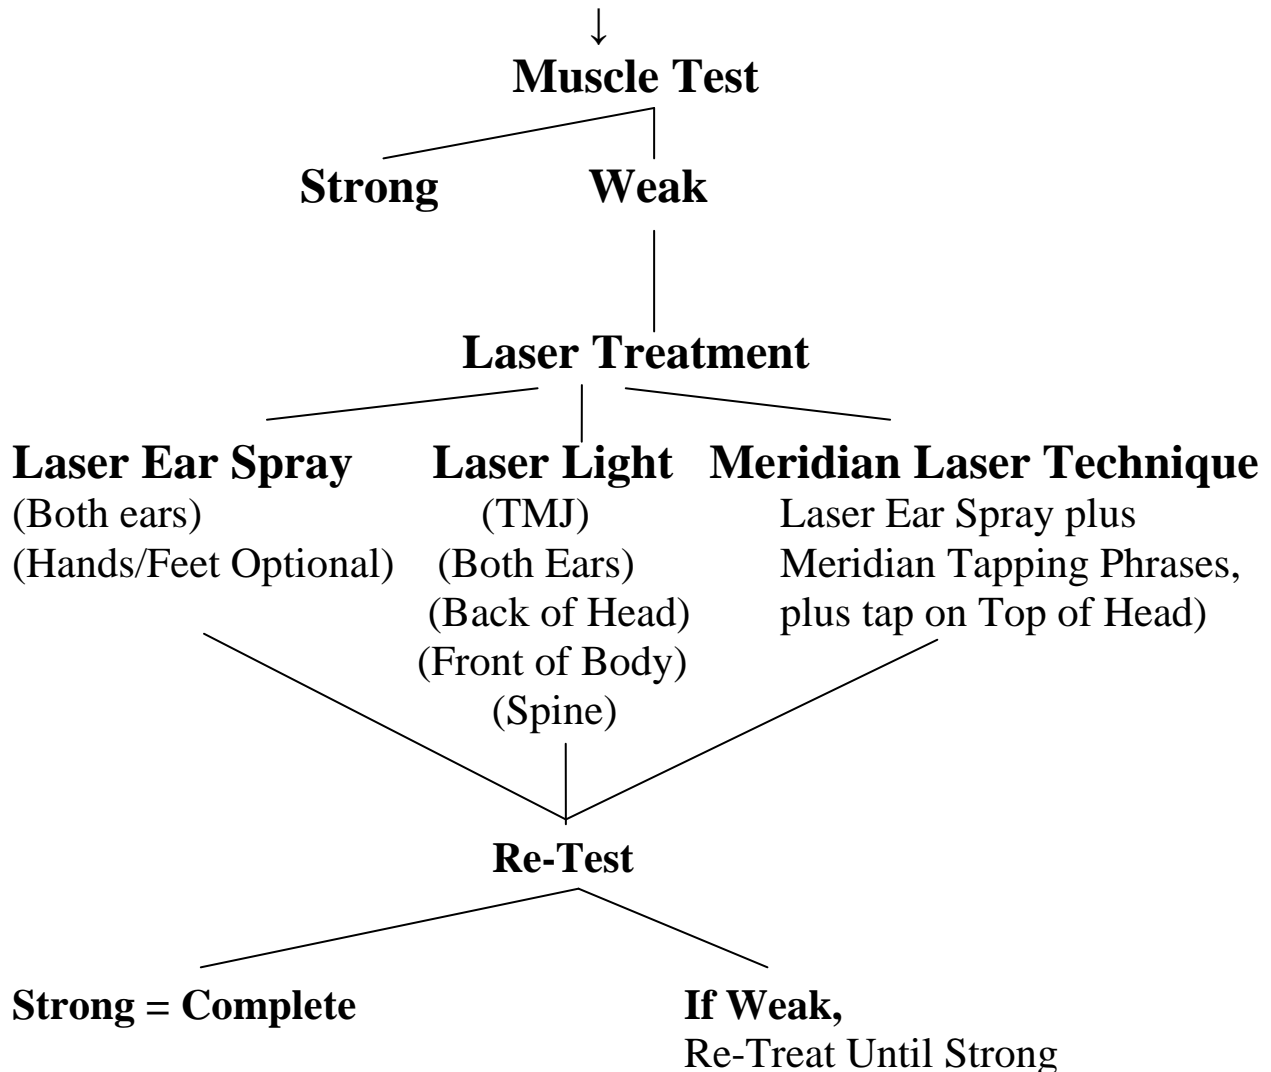 ↓
Muscle Test
Strong Weak
Laser Treatment
Laser Ear Spray Laser Light Meridian Laser Technique
(Both ears) (TMJ) Laser Ear Spray plus
(Hands/Feet Optional) (Both Ears) Meridian Tapping Phrases,
(Back of Head) plus tap on Top of Head)
(Front of Body)
(Spine)
Re-Test
Strong = Complete If Weak,
Re-Treat Until Strong